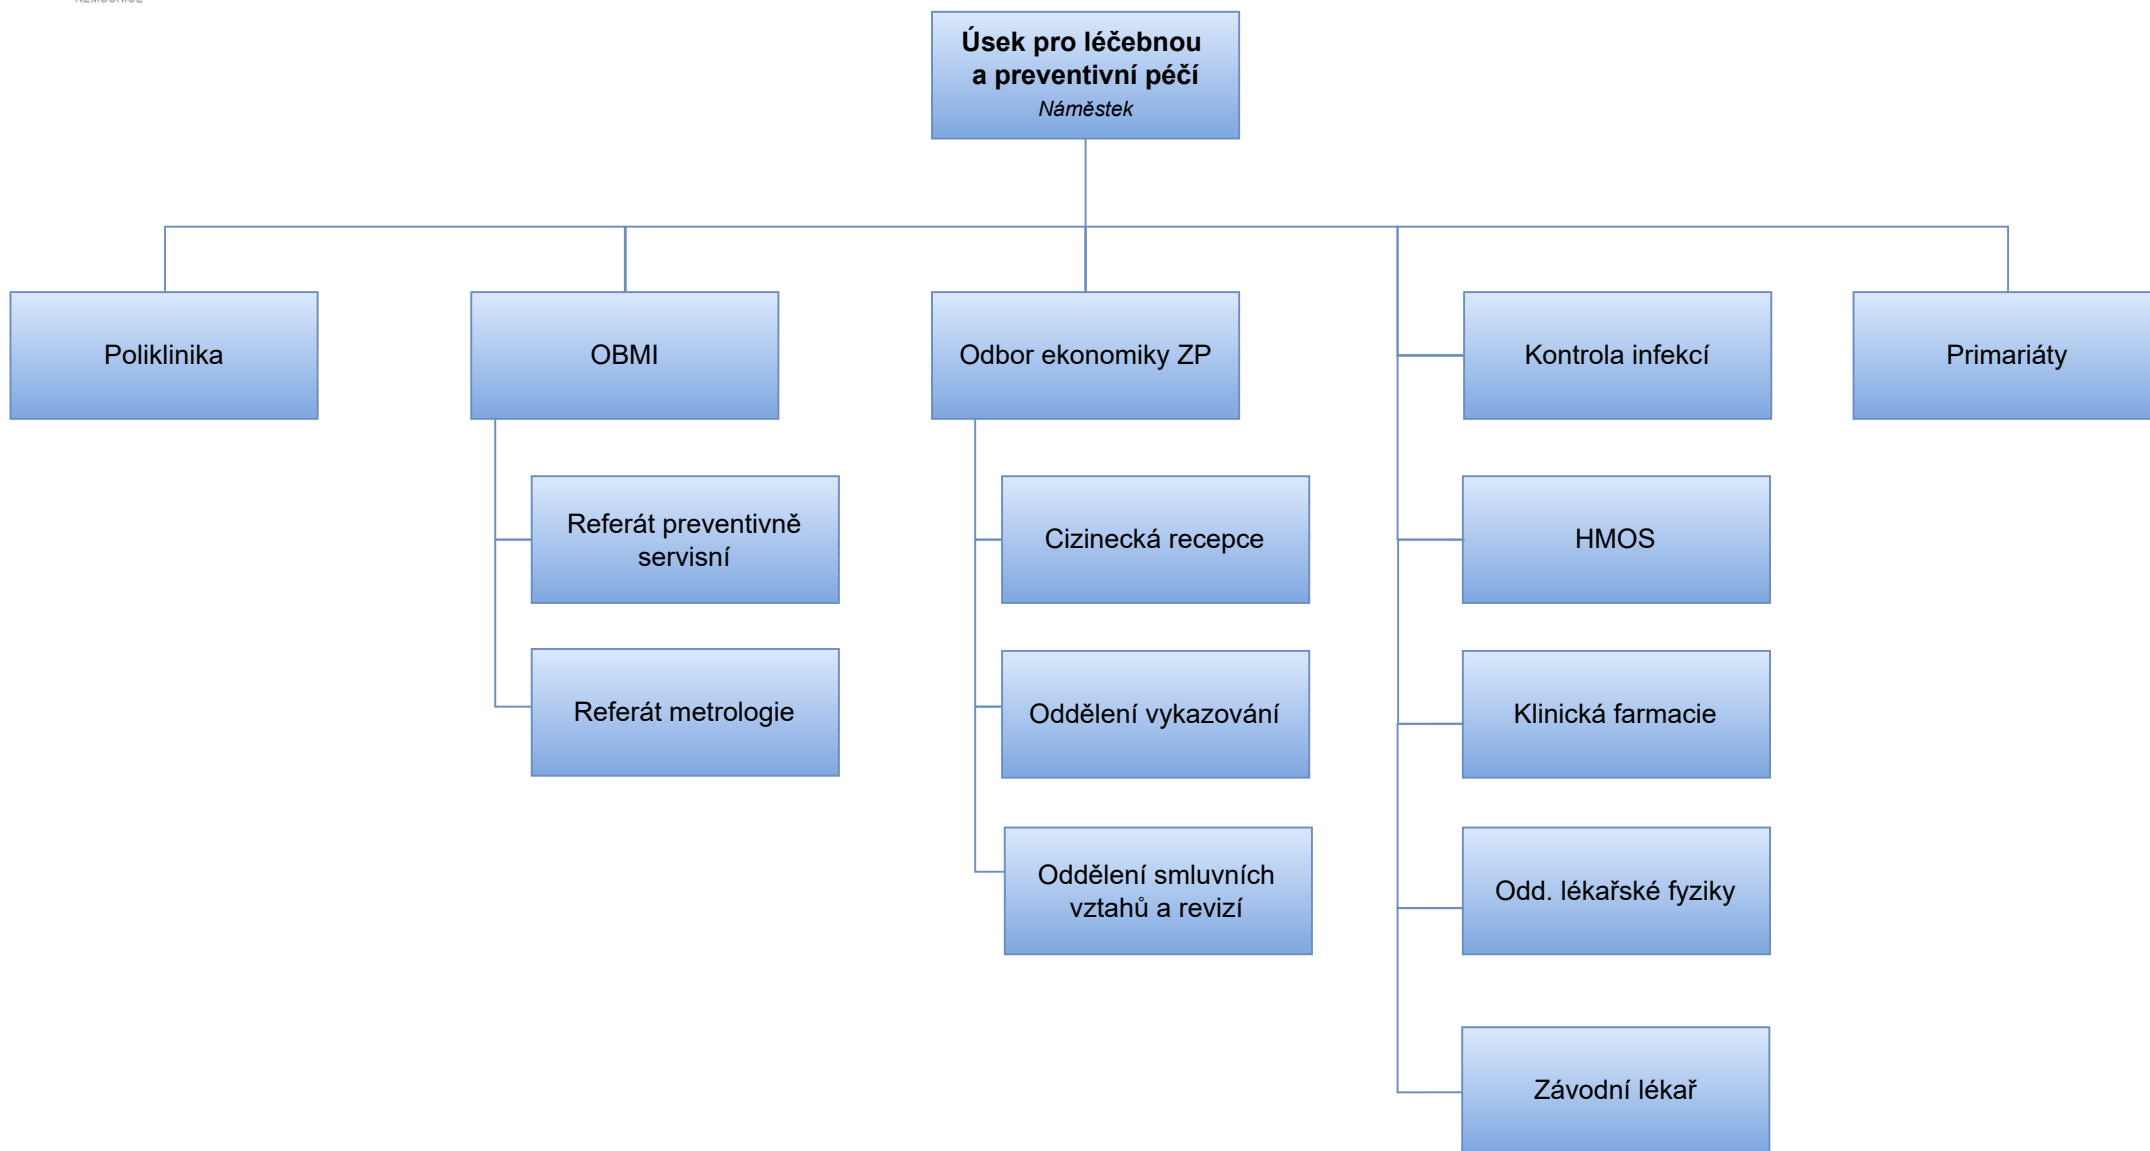 Úsek pro léčebnou
a preventivní péčí
Náměstek
Poliklinika
OBMI
Odbor ekonomiky ZP
Kontrola infekcí
Primariáty
Referát preventivně
servisní
Cizinecká recepce
HMOS
Referát metrologie
Oddělení vykazování
Klinická farmacie
Oddělení smluvních
vztahů a revizí
Odd. lékařské fyziky
Závodní lékař